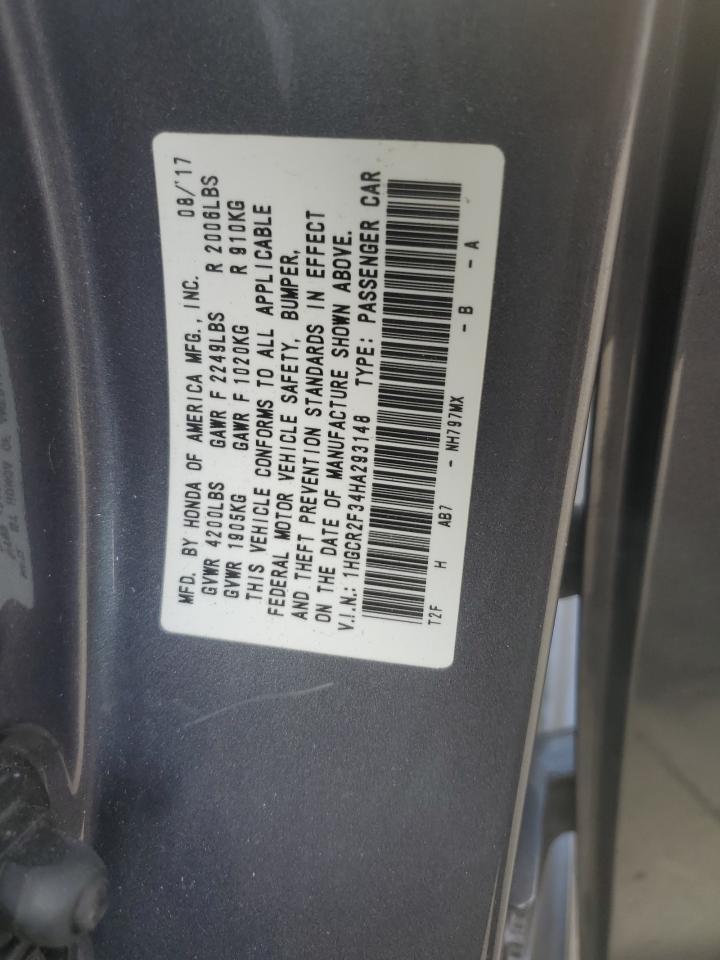 MFD. BY HONDA OF AMERICA MFG., INC. 08/'17
GVWR 4200LBS GAWR F 2249LBS R 2006LBS
GVWR 1905KG GAWR F 1020KG R 910KG
THIS VEHICLE CONFORMS TO ALL APPLICABLE
FEDERAL MOTOR VEHICLE SAFETY, BUMPER,
AND THEFT PREVENTION STANDARDS IN EFFECT
ON THE DATE OF MANUFACTURE SHOWN ABOVE.
V.I.N.: 1HGCR2F34HA293148 TYPE: PASSENGER CAR
T2F H AB7 - NH797MX - B - A